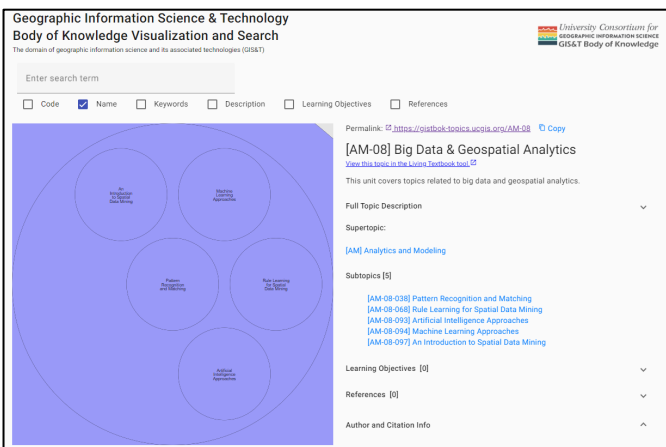 Geographic Information Science & Technology
Body of Knowledge Visualization and Search
The domain of geographic information science and its associated technologies (GIS&T)
University Consortium for
GEOGRAPHIC INFORMATION SCIENCE
GIS&T Body of Knowledge
Enter search term
Code
Name
Keywords
Description
Learning Objectives
References
An
Introduction
to Spatial
Data Mining
Machine
Learning
Approaches
Pattern
Recognition
and Matching
Rule Learning
for Spatial
Data Mining
Artificial
Intelligence
Approaches
Permalink: https://gistbok-topics.ucgis.org/AM-08 Copy
[AM-08] Big Data & Geospatial Analytics
View this topic in the Living Textbook tool.
This unit covers topics related to big data and geospatial analytics.
Full Topic Description
Supertopic:
[AM] Analytics and Modeling
Subtopics [5]
[AM-08-038] Pattern Recognition and Matching
[AM-08-068] Rule Learning for Spatial Data Mining
[AM-08-093] Artificial Intelligence Approaches
[AM-08-094] Machine Learning Approaches
[AM-08-097] An Introduction to Spatial Data Mining
Learning Objectives [0]
References [0]
Author and Citation Info